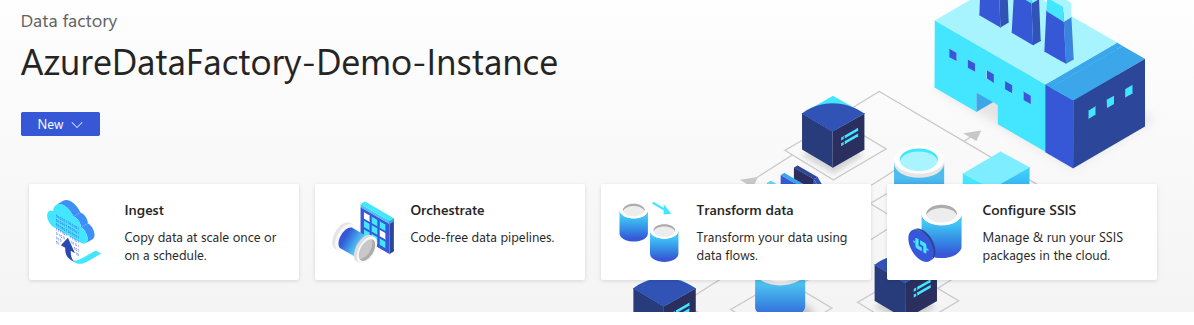 Data factory
AzureDataFactory-Demo-Instance
New
Ingest
Copy data at scale once or
on a schedule.
Orchestrate
Code-free data pipelines.
Transform data
Transform your data using
data flows.
Configure SSIS
Manage & run your SSIS
packages in the cloud.